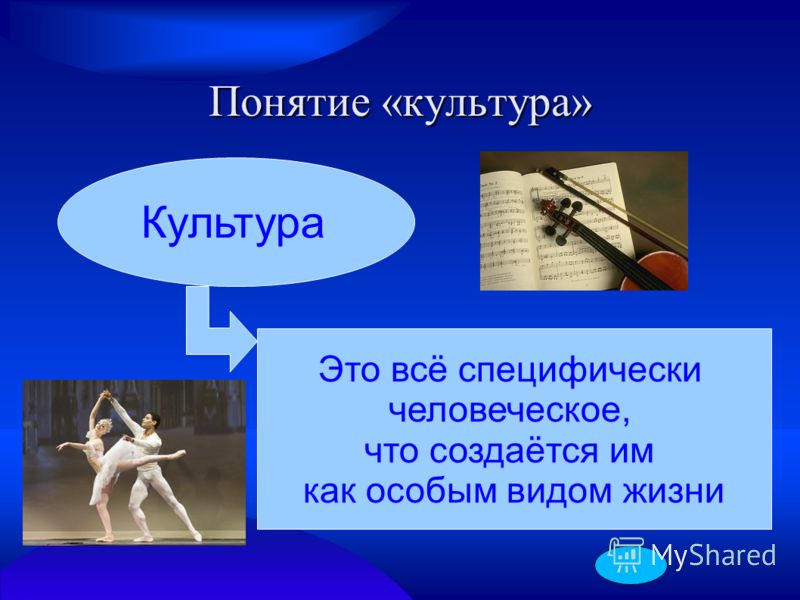 Понятие «культура»
Культура
Это всё специфически
человеческое,
что создаётся им
как особым видом жизни
MyShared